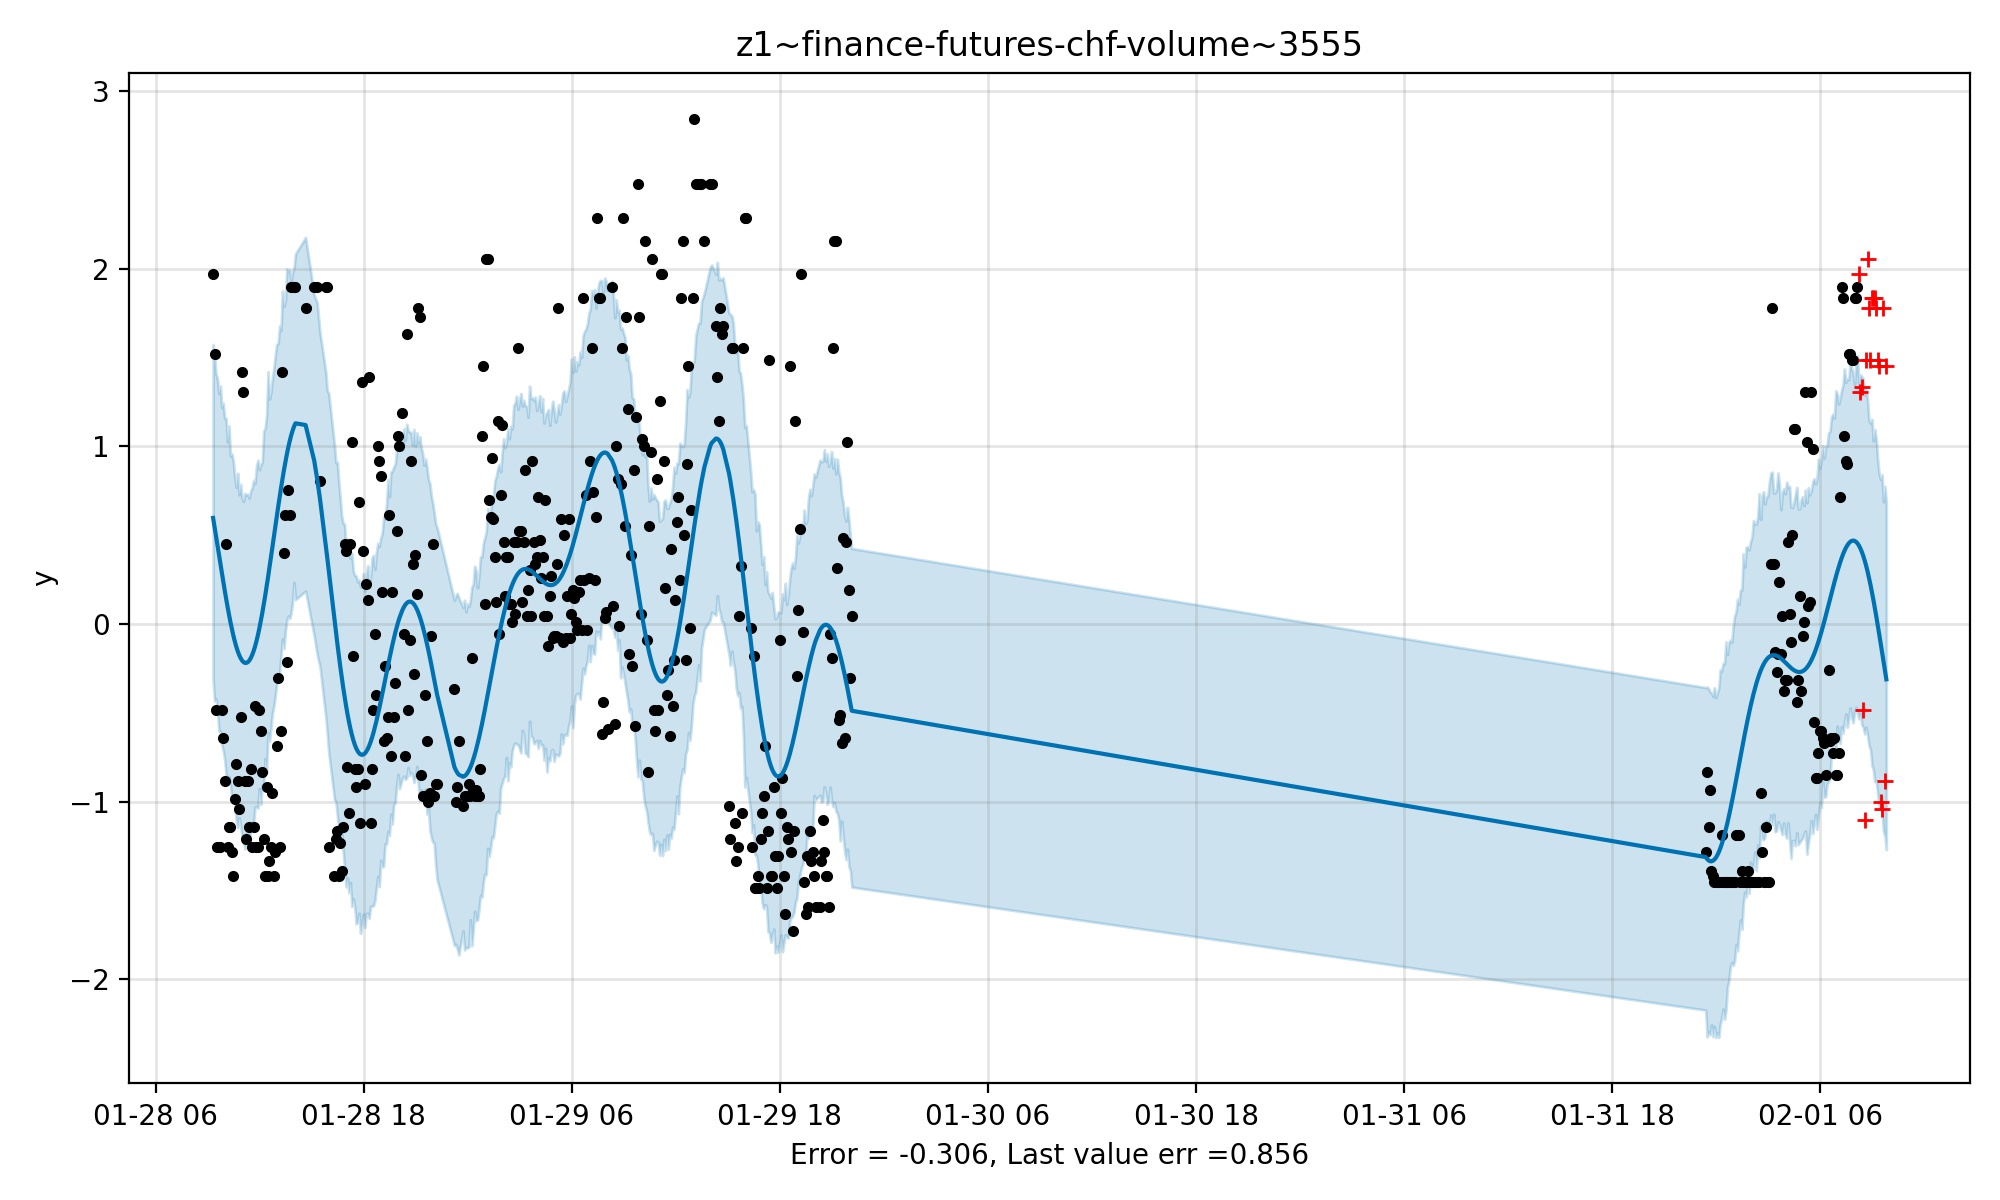 z1~finance-futures-chf-volume~3555
3
2
1
0
−1
−2
y
01-28 06 01-28 18 01-29 06 01-29 18 01-30 06 01-30 18 01-31 06 01-31 18 02-01 06
Error = -0.306, Last value err =0.856